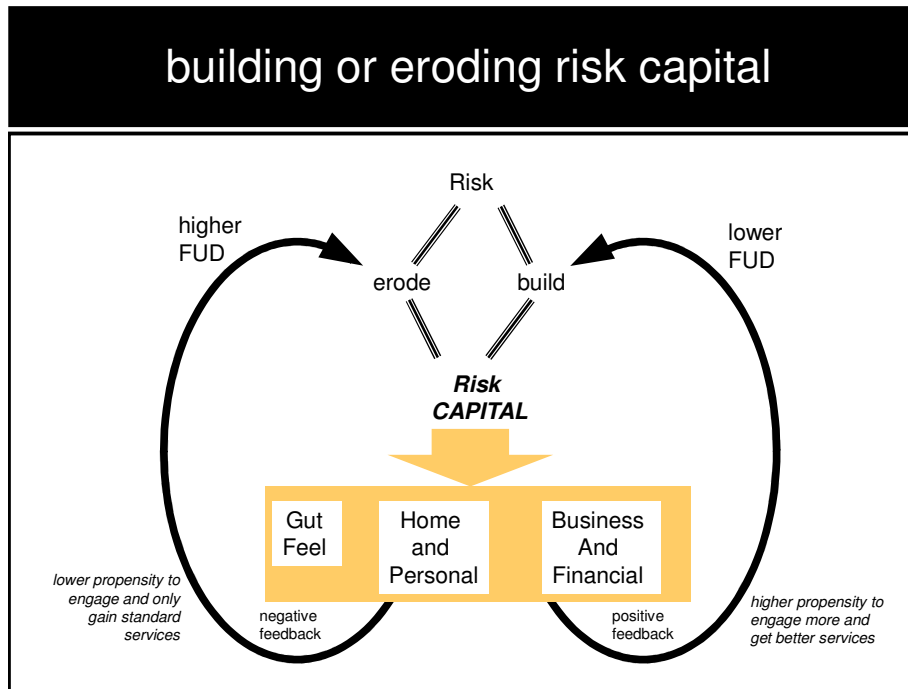 building or eroding risk capital
Risk
higher
FUD
lower
FUD
erode
build
Risk
CAPITAL
Gut
Feel
Home
and
Personal
Business
And
Financial
lower propensity to
engage and only
gain standard
services
negative
feedback
positive
feedback
higher propensity to
engage more and
get better services